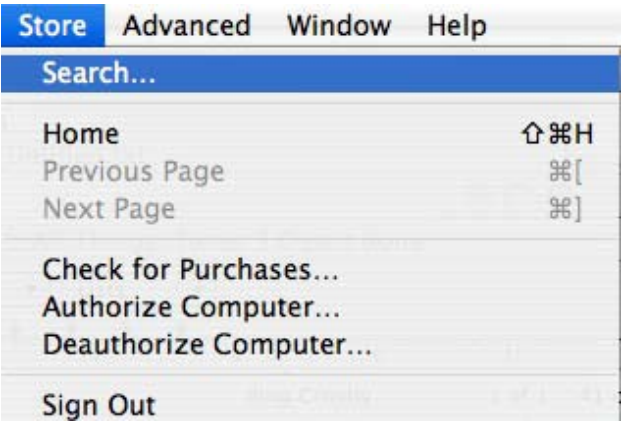 Store Advanced Window Help
Search...
Home ⇧⌘H
Previous Page ⌘[
Next Page ⌘]
Check for Purchases...
Authorize Computer...
Deauthorize Computer...
Sign Out